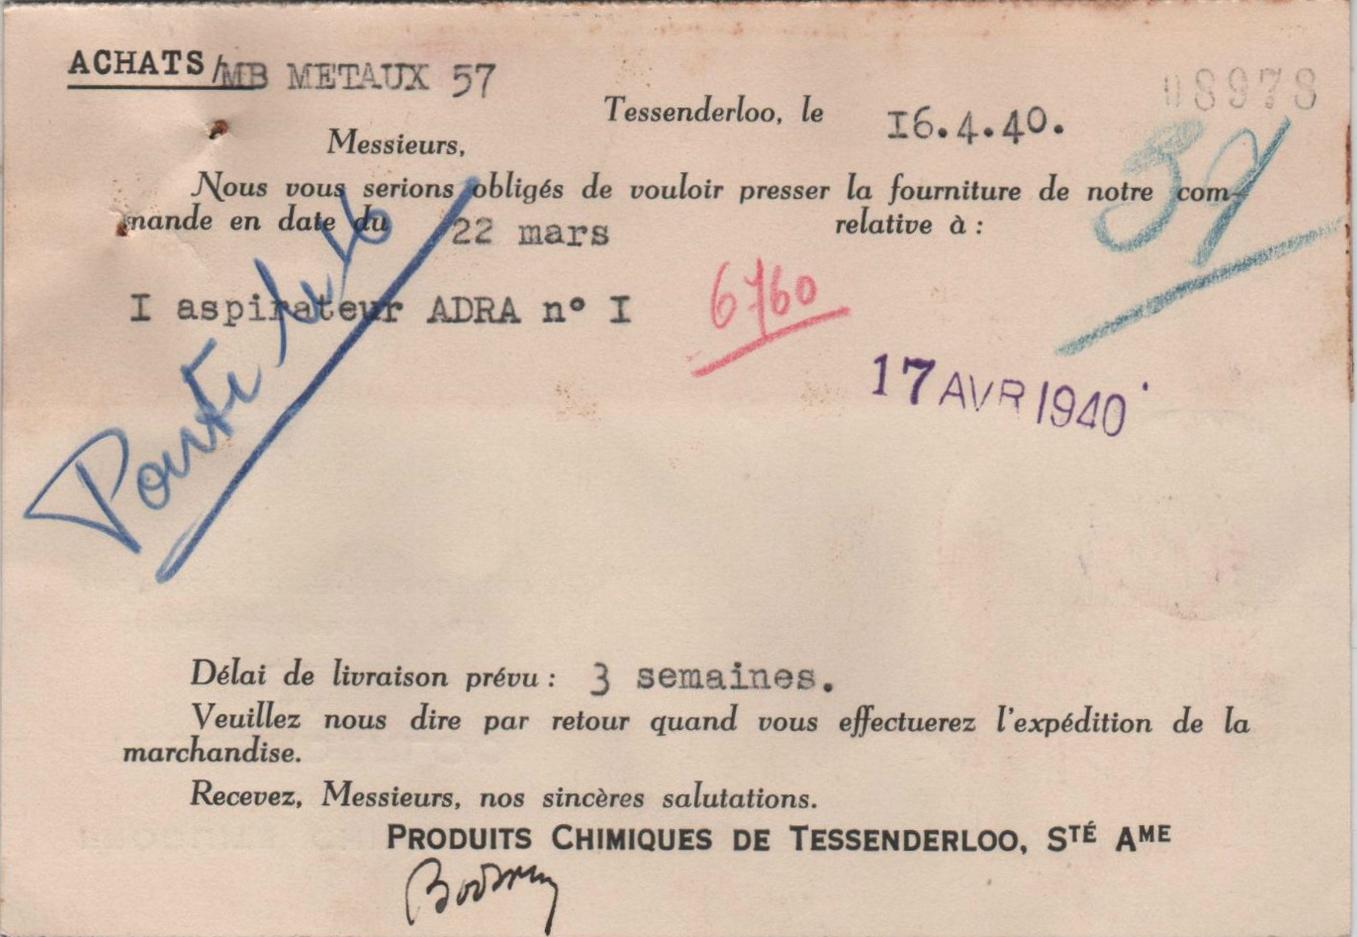 ACHATS/MB METAUX 57
08978
Tessenderloo, le 16.4.40.
Messieurs,
Nous vous serions obligés de vouloir presser la fourniture de notre com-
mande en date du 22 mars relative à :
37
I aspirateur ADRA n° I
6760
17 AVR 1940
Délai de livraison prévu : 3 semaines.
Veuillez nous dire par retour quand vous effectuerez l'expédition de la
marchandise.
Recevez, Messieurs, nos sincères salutations.
PRODUITS CHIMIQUES DE TESSENDERLOO, STÉ AME